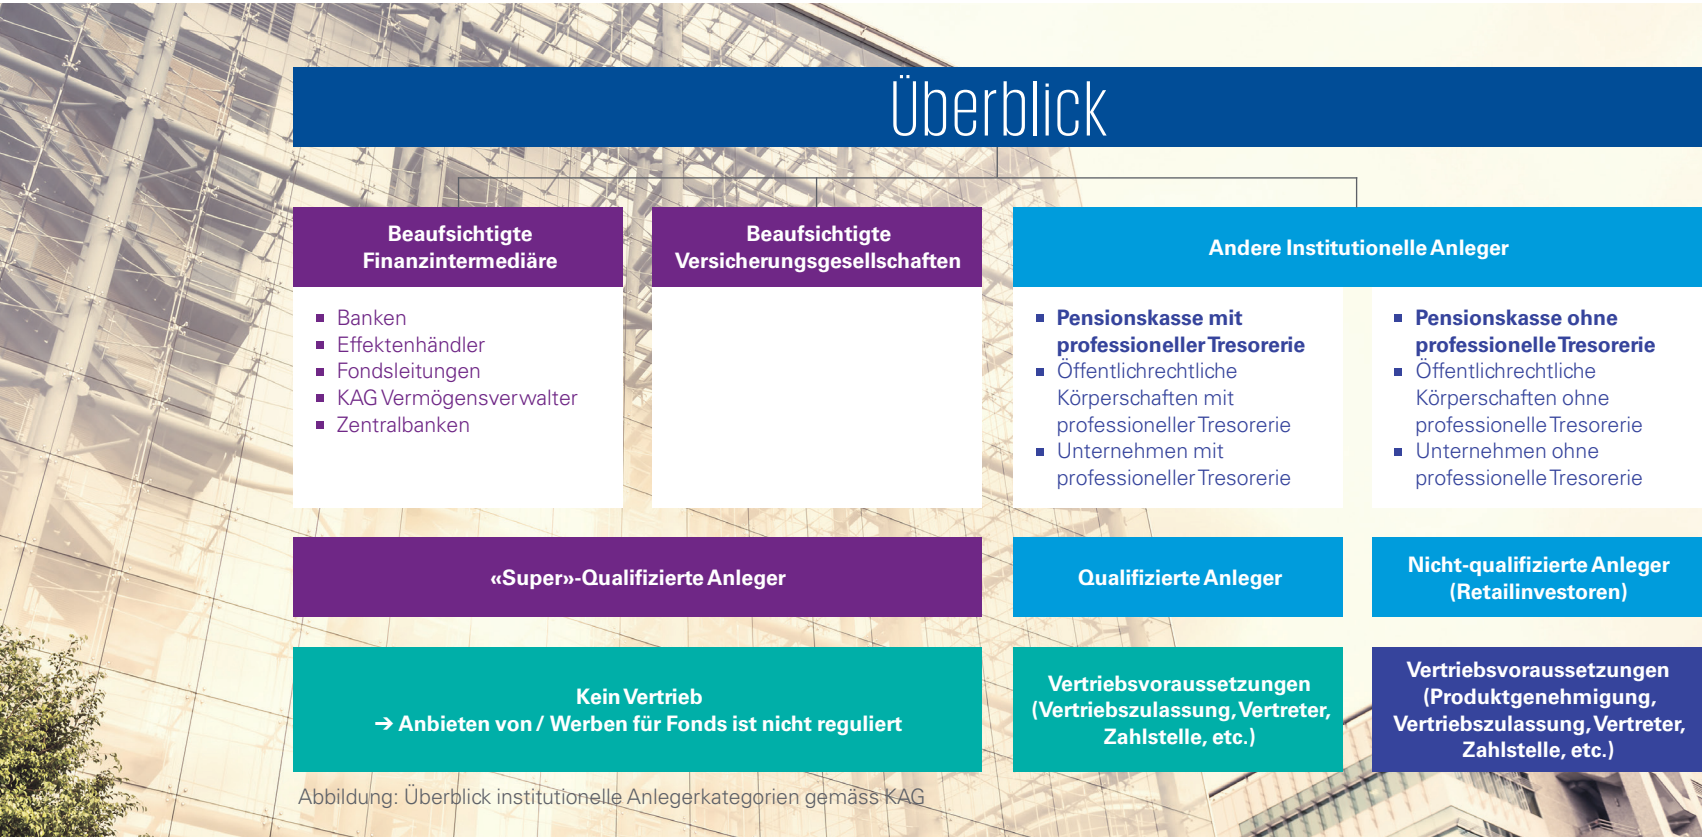 Überblick
Beaufsichtigte
Finanzintermediäre
Beaufsichtigte
Versicherungsgesellschaften
Andere Institutionelle Anleger
Banken
Effektenhändler
Fondsleitungen
KAG Vermögensverwalter
Zentralbanken
Pensionskasse mit
professioneller Tresorerie
Öffentlichrechtliche
Körperschaften mit
professioneller Tresorerie
Unternehmen mit
professioneller Tresorerie
Pensionskasse ohne
professionelle Tresorerie
Öffentlichrechtliche
Körperschaften ohne
professionelle Tresorerie
Unternehmen ohne
professionelle Tresorerie
«Super»-Qualifizierte Anleger
Qualifizierte Anleger
Nicht-qualifizierte Anleger
(Retailinvestoren)
Kein Vertrieb
➔ Anbieten von / Werben für Fonds ist nicht reguliert
Vertriebsvoraussetzungen
(Vertriebszulassung, Vertreter,
Zahlstelle, etc.)
Vertriebsvoraussetzungen
(Produktgenehmigung,
Vertriebszulassung, Vertreter,
Zahlstelle, etc.)
Abbildung: Überblick institutionelle Anlegerkategorien gemäss KAG